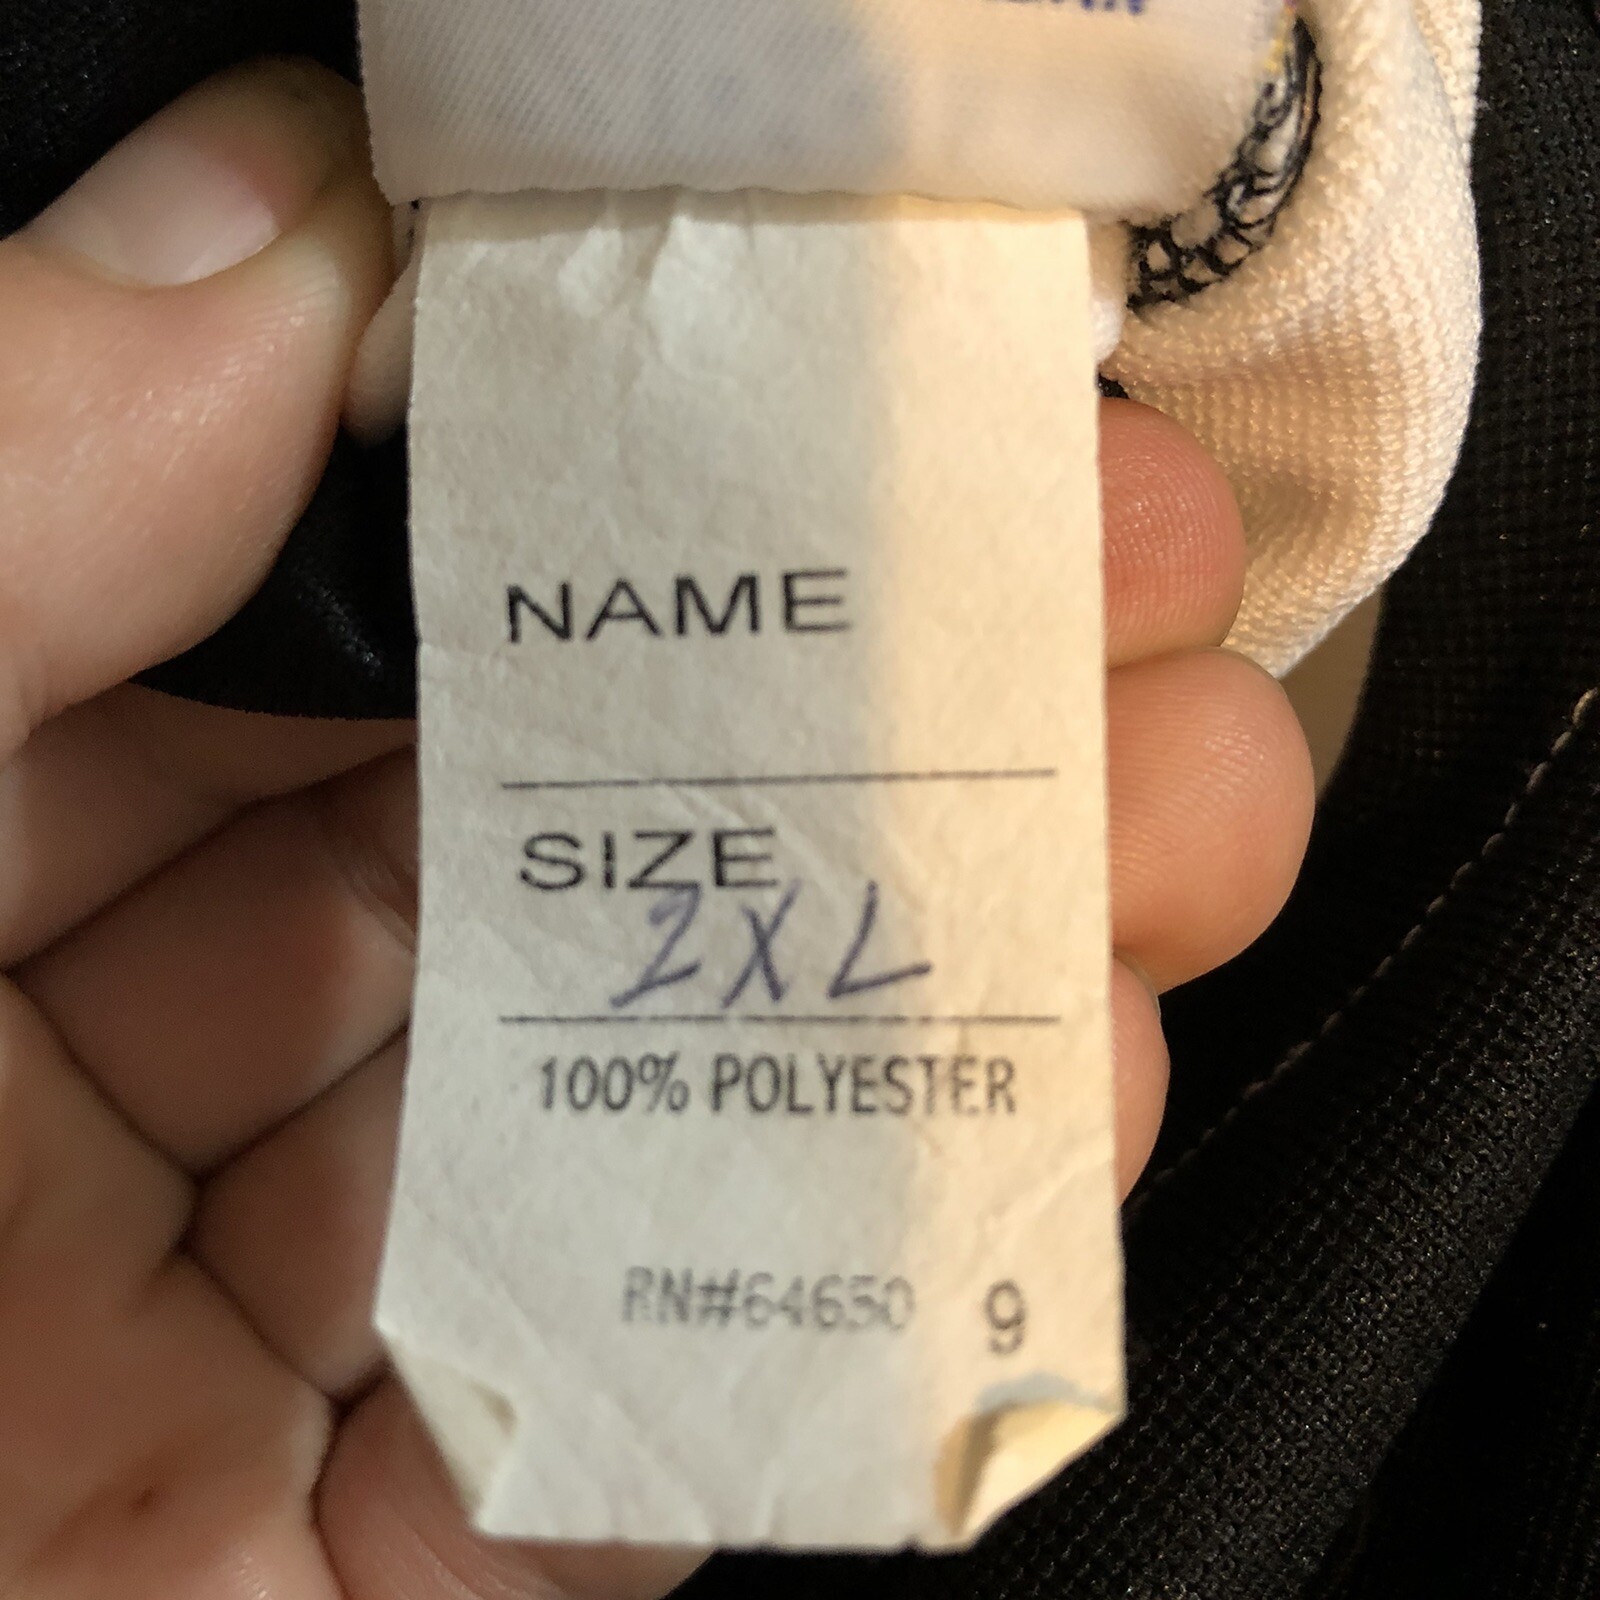 NAME
SIZE
2XL
100% POLYESTER
RN#64650 9